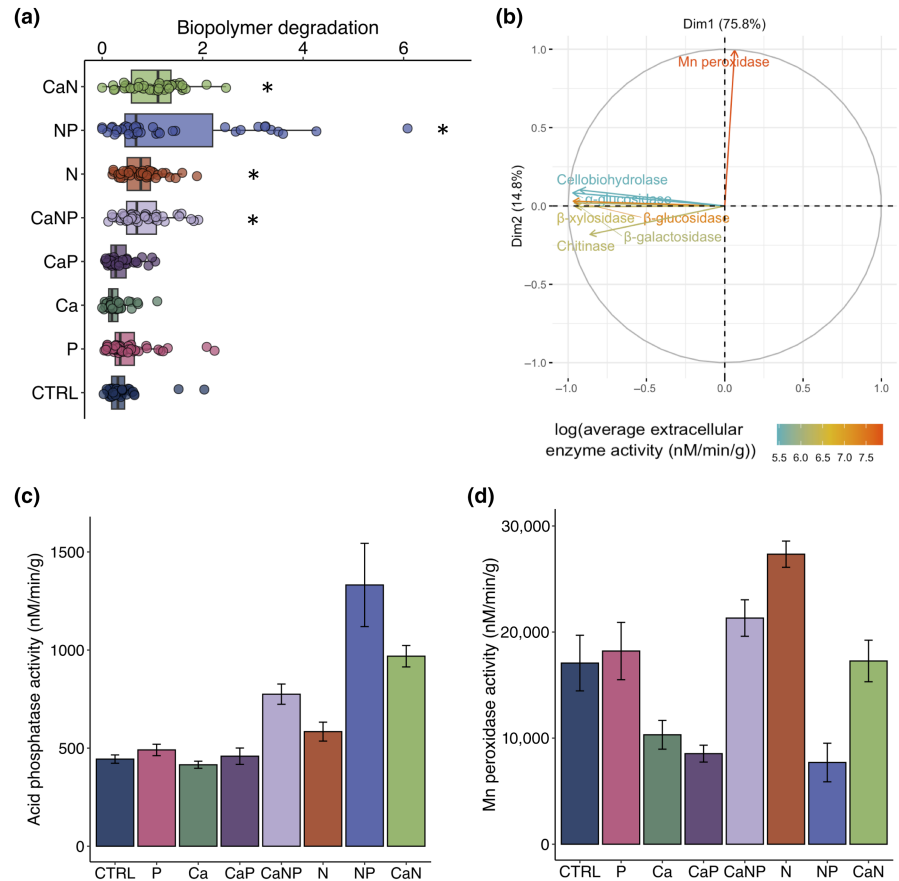 (a)
Biopolymer degradation
0 2 4 6
CaN
*
NP
*
N
*
CaNP
*
CaP
Ca
P
CTRL
(b)
Dim1 (75.8%)
Dim2 (14.8%)
1.0
0.5
0.0
−0.5
−1.0
Mn peroxidase
Cellobiohydrolase
α-glucosidase
β-xylosidase β-glucosidase
β-galactosidase
Chitinase
−1.0 −0.5 0.0 0.5 1.0
log(average extracellular
enzyme activity (nM/min/g))
5.5 6.0 6.5 7.0 7.5
(c)
Acid phosphatase activity (nM/min/g)
1500
1000
500
0
CTRL P Ca CaP CaNP N NP CaN
(d)
Mn peroxidase activity (nM/min/g)
30,000
20,000
10,000
0
CTRL P Ca CaP CaNP N NP CaN